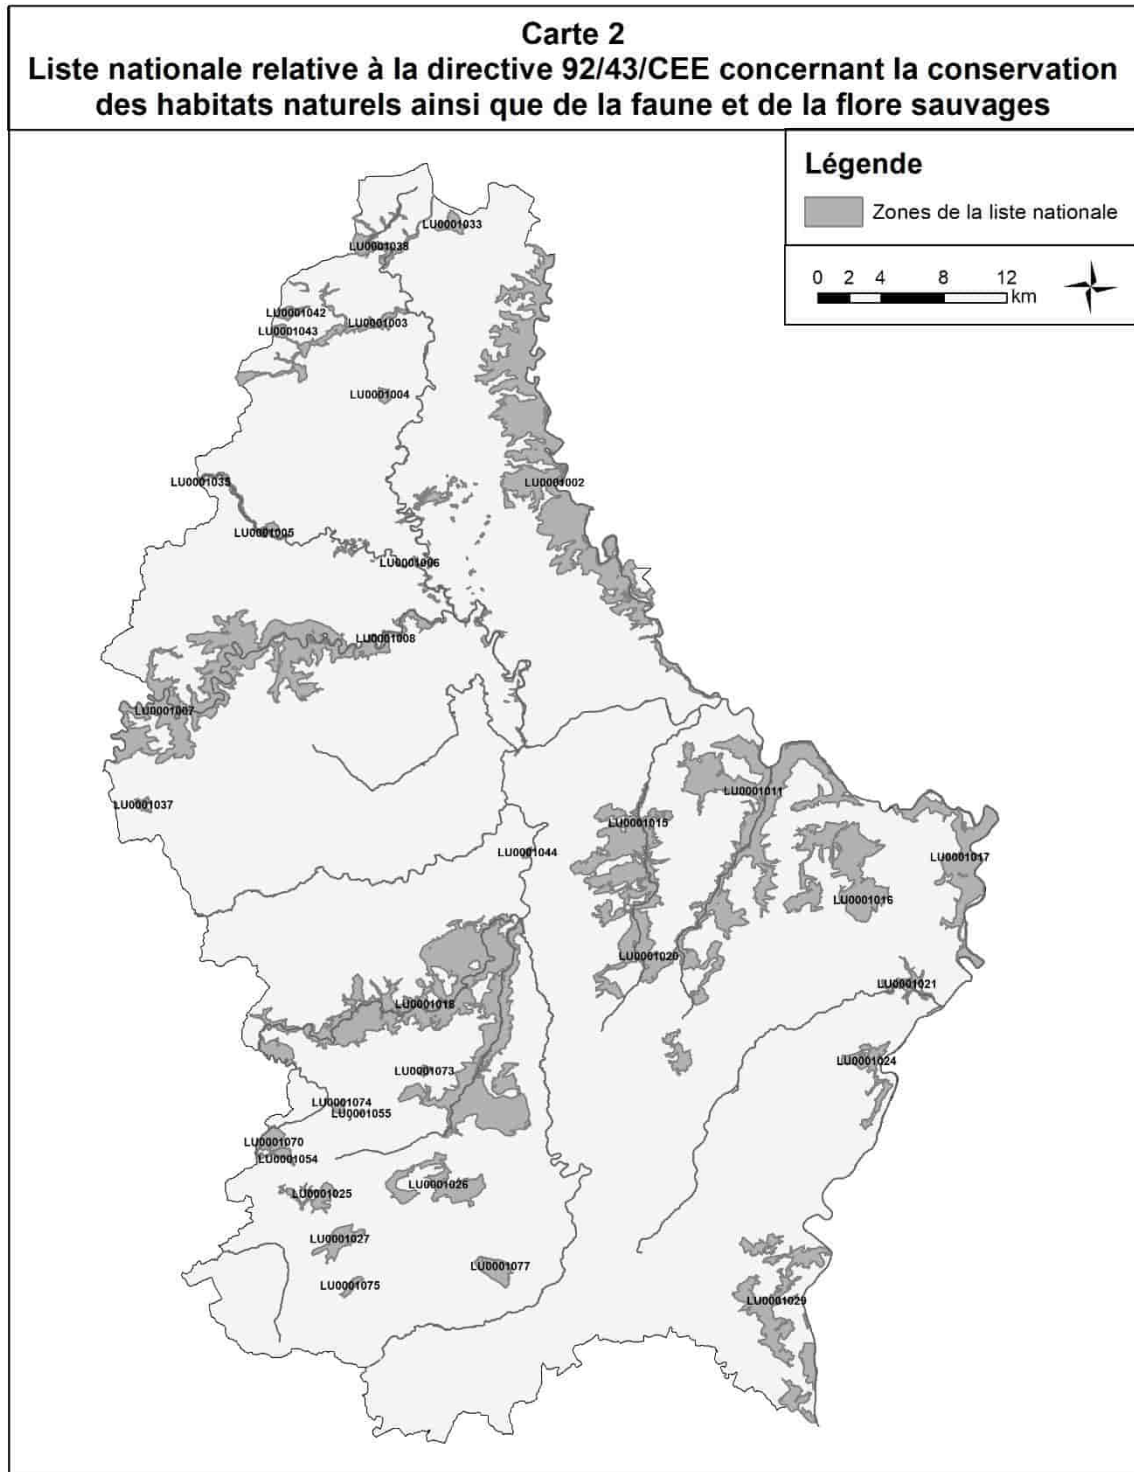 Carte 2
Liste nationale relative à la directive 92/43/CEE concernant la conservation
des habitats naturels ainsi que de la faune et de la flore sauvages
Légende
Zones de la liste nationale
0 2 4 8 12
km
LU0001033
LU0001038
LU0001042
LU0001003
LU0001043
LU0001004
LU0001035
LU0001002
LU0001005
LU0001006
LU0001008
LU0001007
LU0001011
LU0001037
LU0001015
LU0001044
LU0001017
LU0001016
LU0001020
LU0001021
LU0001018
LU0001024
LU0001073
LU0001074
LU0001055
LU0001070
LU0001054
LU0001026
LU0001025
LU0001027
LU0001077
LU0001075
LU0001029